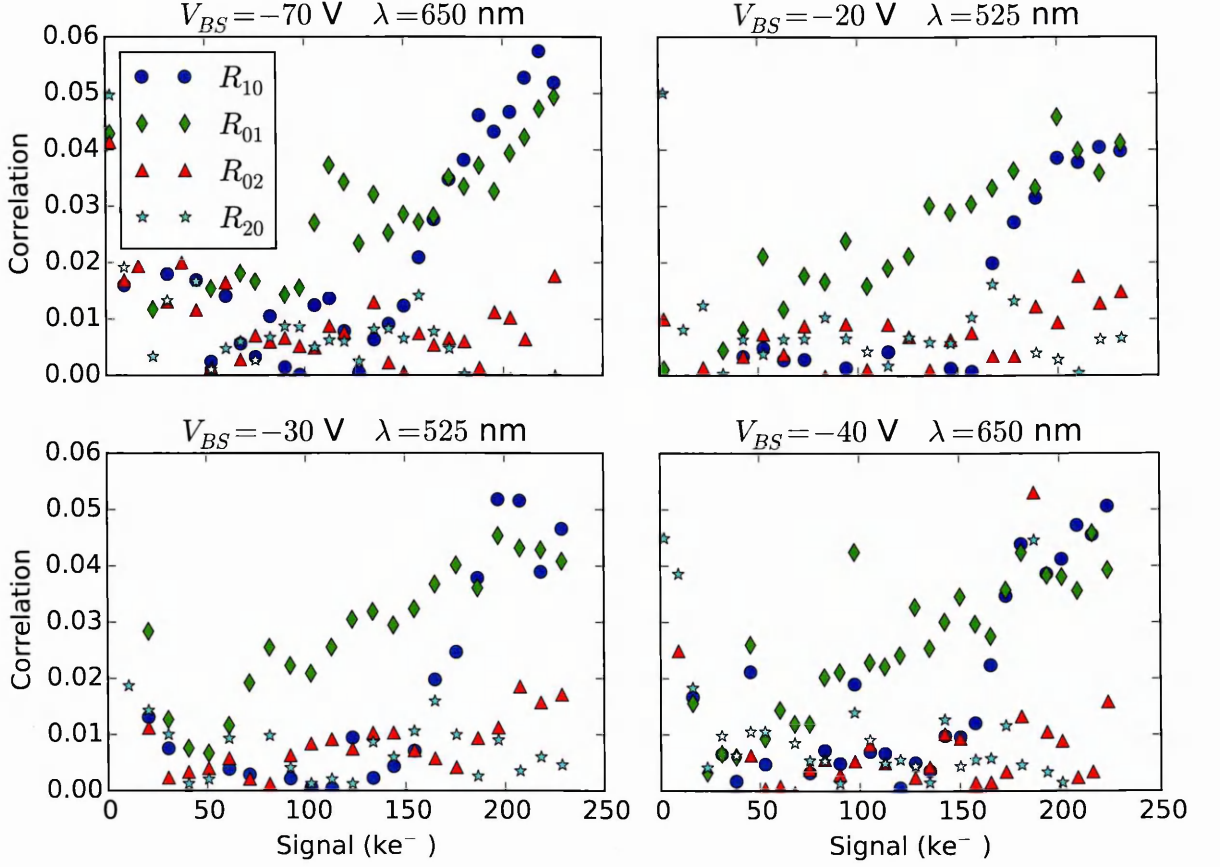 V_BS=−70 V λ=650 nm
V_BS=−20 V λ=525 nm
0.06
0.05
0.04
0.03
0.02
0.01
0.00
Correlation
R_10
R_01
R_02
R_20
V_BS=−30 V λ=525 nm
V_BS=−40 V λ=650 nm
0.06
0.05
0.04
0.03
0.02
0.01
0.00
Correlation
0 50 100 150 200 250
0 50 100 150 200 250
Signal (ke⁻ )
Signal (ke⁻ )